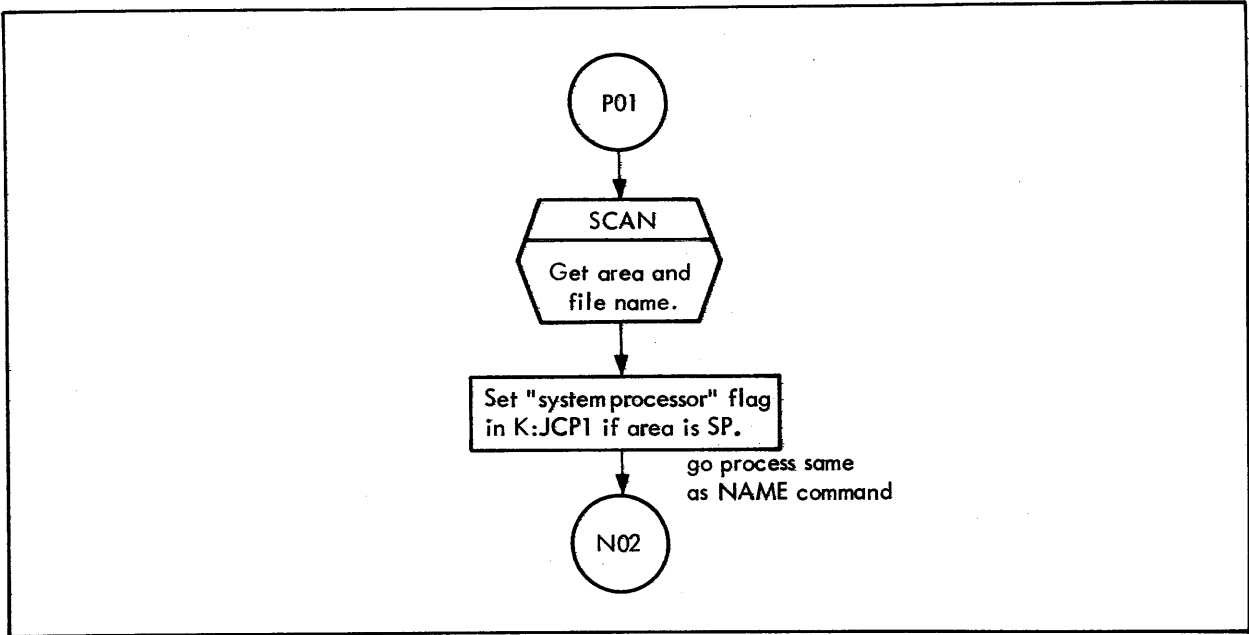 P01
SCAN
Get area and
file name.
Set "system processor" flag
in K:JCP1 if area is SP.
go process same
as NAME command
N02